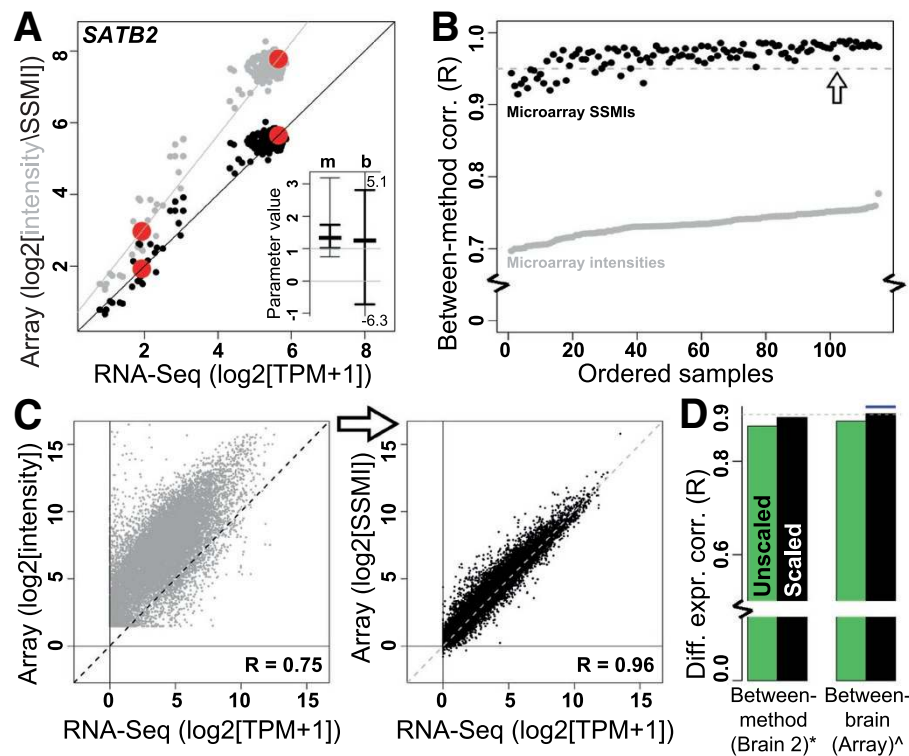 A
SATB2
Array (log2[intensity\SSMI])
8
6
4
2
2
4
6
8
RNA-Seq (log2[TPM+1])
m
b
5.1
Parameter value
3
2
1
0
-1
-6.3
B
Between-method corr. (R)
1.0
0.9
0.8
0.7
0
Microarray SSMIs
Microarray intensities
0
20
40
60
80
100
Ordered samples
C
Array (log2[intensity])
15
10
5
0
R = 0.75
0
5
10
15
RNA-Seq (log2[TPM+1])
Array (log2[SSMI])
15
10
5
0
R = 0.96
0
5
10
15
RNA-Seq (log2[TPM+1])
D
Diff. expr. corr. (R)
0.9
0.8
0.6
0.0
Unscaled
Scaled
Between-
method
(Brain 2)*
Between-
brain
(Array)^